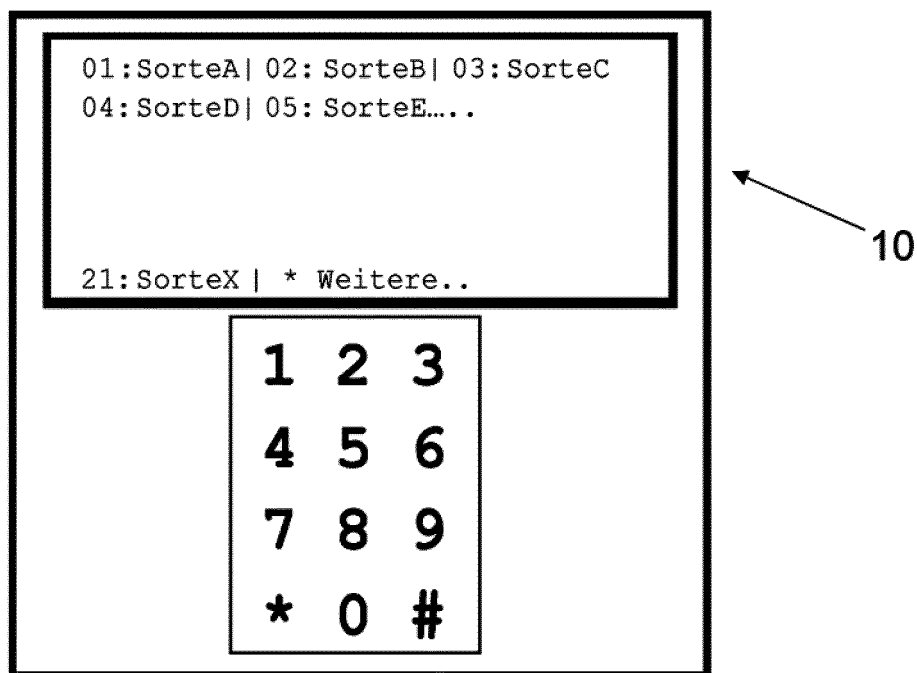 01:SorteA| 02: SorteB| 03:SorteC
04:SorteD| 05: SorteE…..
21:SorteX | * Weitere..
10
1 2 3
4 5 6
7 8 9
* 0 #